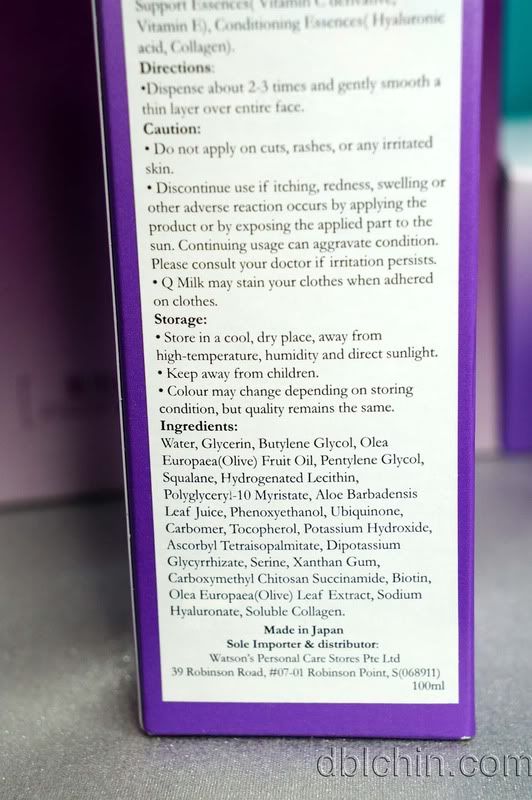 Support Essences( Vitamin C derivative,
Vitamin E), Conditioning Essences( Hyaluronic
acid, Collagen).
Directions:
•Dispense about 2-3 times and gently smooth a
thin layer over entire face.
Caution:
• Do not apply on cuts, rashes, or any irritated
skin.
• Discontinue use if itching, redness, swelling or
other adverse reaction occurs by applying the
product or by exposing the applied part to the
sun. Continuing usage can aggravate condition.
Please consult your doctor if irritation persists.
• Q Milk may stain your clothes when adhered
on clothes.
Storage:
• Store in a cool, dry place, away from
high-temperature, humidity and direct sunlight.
• Keep away from children.
• Colour may change depending on storing
condition, but quality remains the same.
Ingredients:
Water, Glycerin, Butylene Glycol, Olea
Europaea(Olive) Fruit Oil, Pentylene Glycol,
Squalane, Hydrogenated Lecithin,
Polyglyceryl-10 Myristate, Aloe Barbadensis
Leaf Juice, Phenoxyethanol, Ubiquinone,
Carbomer, Tocopherol, Potassium Hydroxide,
Ascorbyl Tetraisopalmitate, Dipotassium
Glycyrrhizate, Serine, Xanthan Gum,
Carboxymethyl Chitosan Succinamide, Biotin,
Olea Europaea(Olive) Leaf Extract, Sodium
Hyaluronate, Soluble Collagen.
Made in Japan
Sole Importer & distributor:
Watson's Personal Care Stores Pte Ltd
39 Robinson Road, #07-01 Robinson Point, S(068911)
100ml
dblchin.com